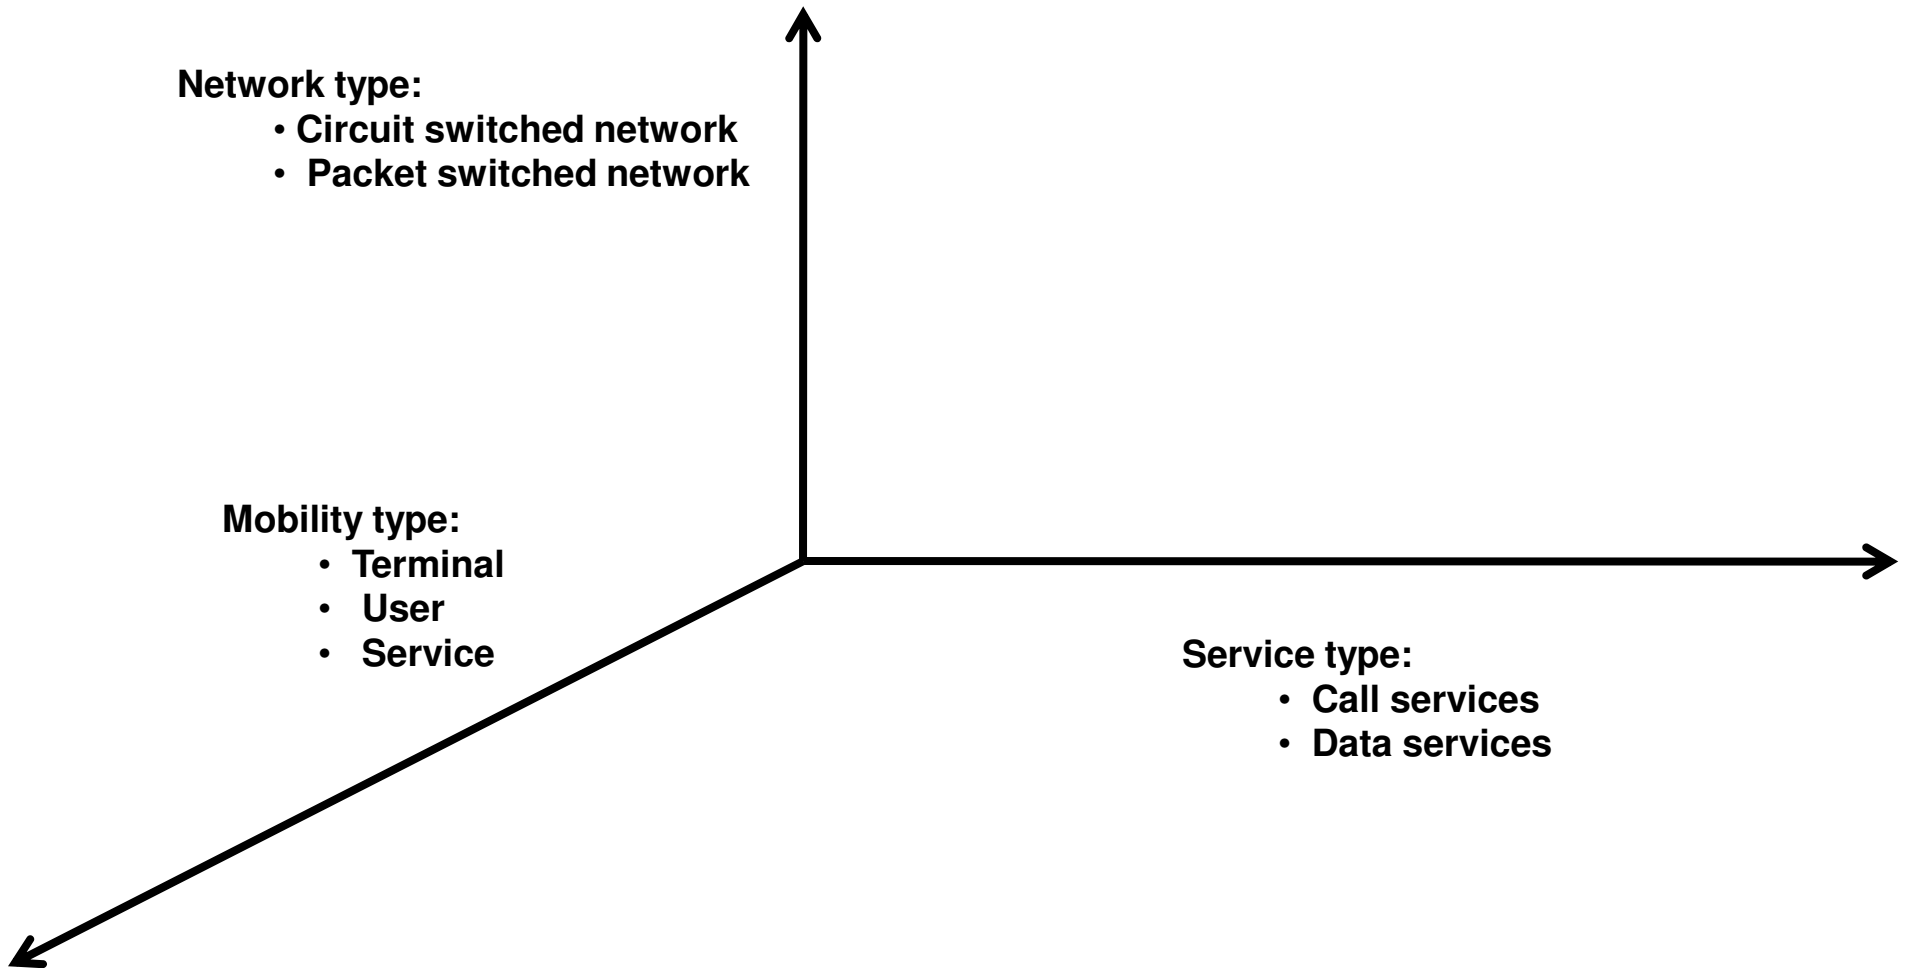 Network type:
• Circuit switched network
• Packet switched network
Mobility type:
• Terminal
• User
• Service
Service type:
• Call services
• Data services